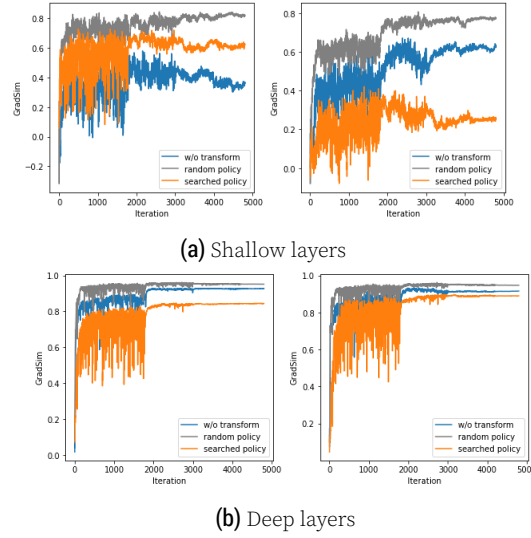 0.8
0.6
0.4
0.2
0.0
−0.2
GradSim
0 1000 2000 3000 4000 5000
Iteration
w/o transform
random policy
searched policy
0.8
0.6
0.4
0.2
0.0
GradSim
0 1000 2000 3000 4000 5000
Iteration
w/o transform
random policy
searched policy
(a) Shallow layers
1.0
0.8
0.6
0.4
0.2
0.0
GradSim
0 1000 2000 3000 4000 5000
Iteration
w/o transform
random policy
searched policy
1.0
0.8
0.6
0.4
0.2
GradSim
0 1000 2000 3000 4000 5000
Iteration
w/o transform
random policy
searched policy
(b) Deep layers